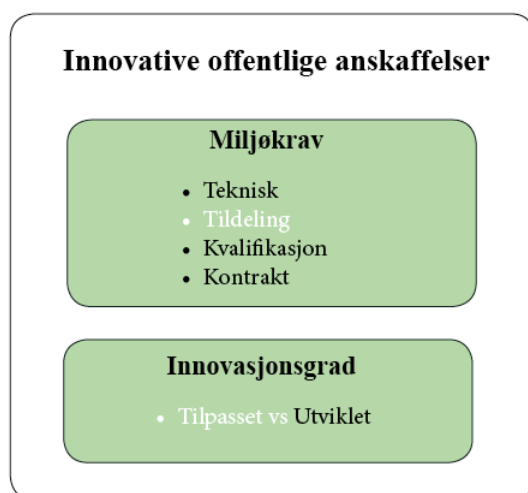 Innovative offentlige anskaffelser
Miljøkrav
• Teknisk
• Tildeling
• Kvalifikasjon
• Kontrakt
Innovasjonsgrad
• Tilpasset vs Utviklet